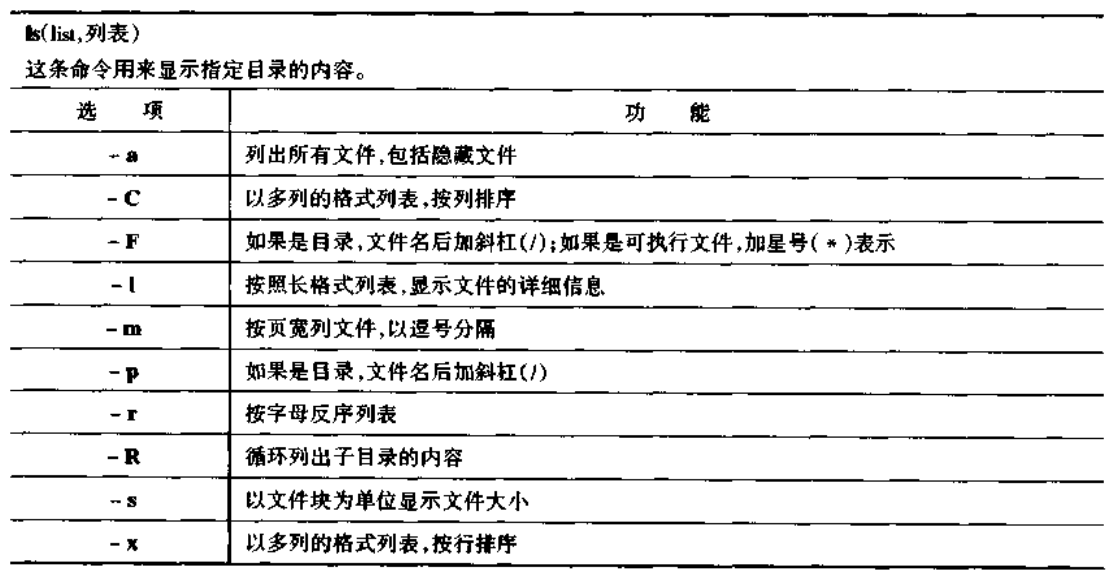 ls(list,列表)
这条命令用来显示指定目录的内容。
选 项 功 能
-a 列出所有文件,包括隐藏文件
-C 以多列的格式列表,按列排序
-F 如果是目录,文件名后加斜杠(/);如果是可执行文件,加星号(*)表示
-l 按照长格式列表,显示文件的详细信息
-m 按页宽列文件,以逗号分隔
-p 如果是目录,文件名后加斜杠(/)
-r 按字母反序列表
-R 循环列出子目录的内容
-s 以文件块为单位显示文件大小
-x 以多列的格式列表,按行排序